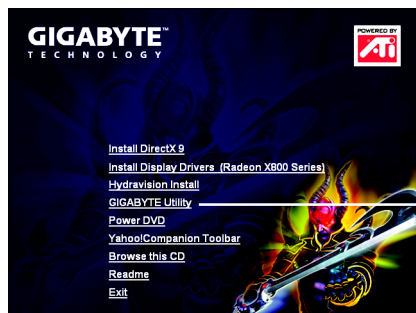 GIGABYTE™
TECHNOLOGY
POWERED BY
ATi
Install DirectX 9
Install Display Drivers (Radeon X800 Series)
Hydravision Install
GIGABYTE Utility
Power DVD
Yahoo!Companion Toolbar
Browse this CD
Readme
Exit